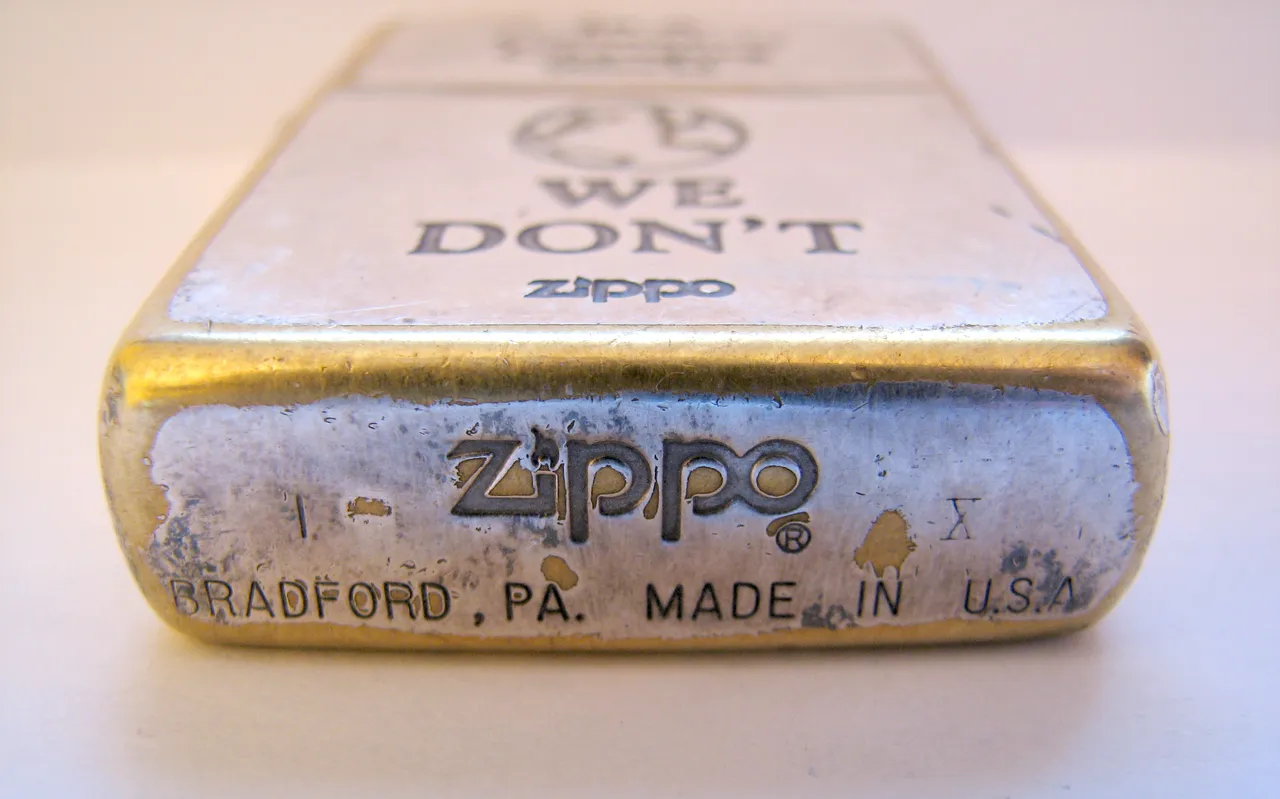 WE
DON'T
zippo
zippo
®
I X
BRADFORD, PA. MADE IN U.S.A